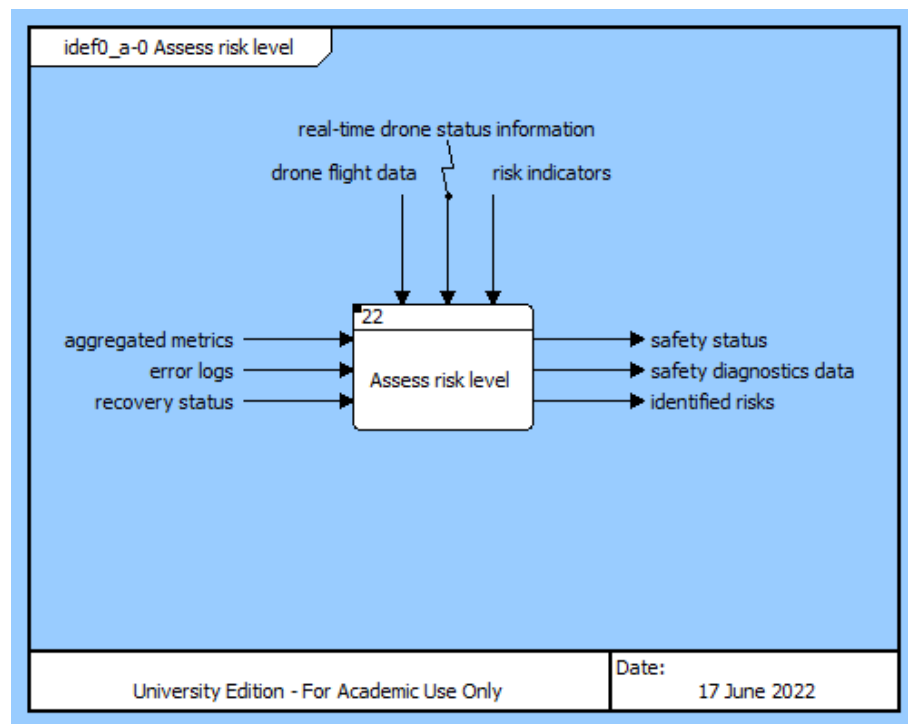 idef0_a-0 Assess risk level
real-time drone status information
drone flight data
risk indicators
22
Assess risk level
aggregated metrics
error logs
recovery status
safety status
safety diagnostics data
identified risks
University Edition - For Academic Use Only
Date:
17 June 2022